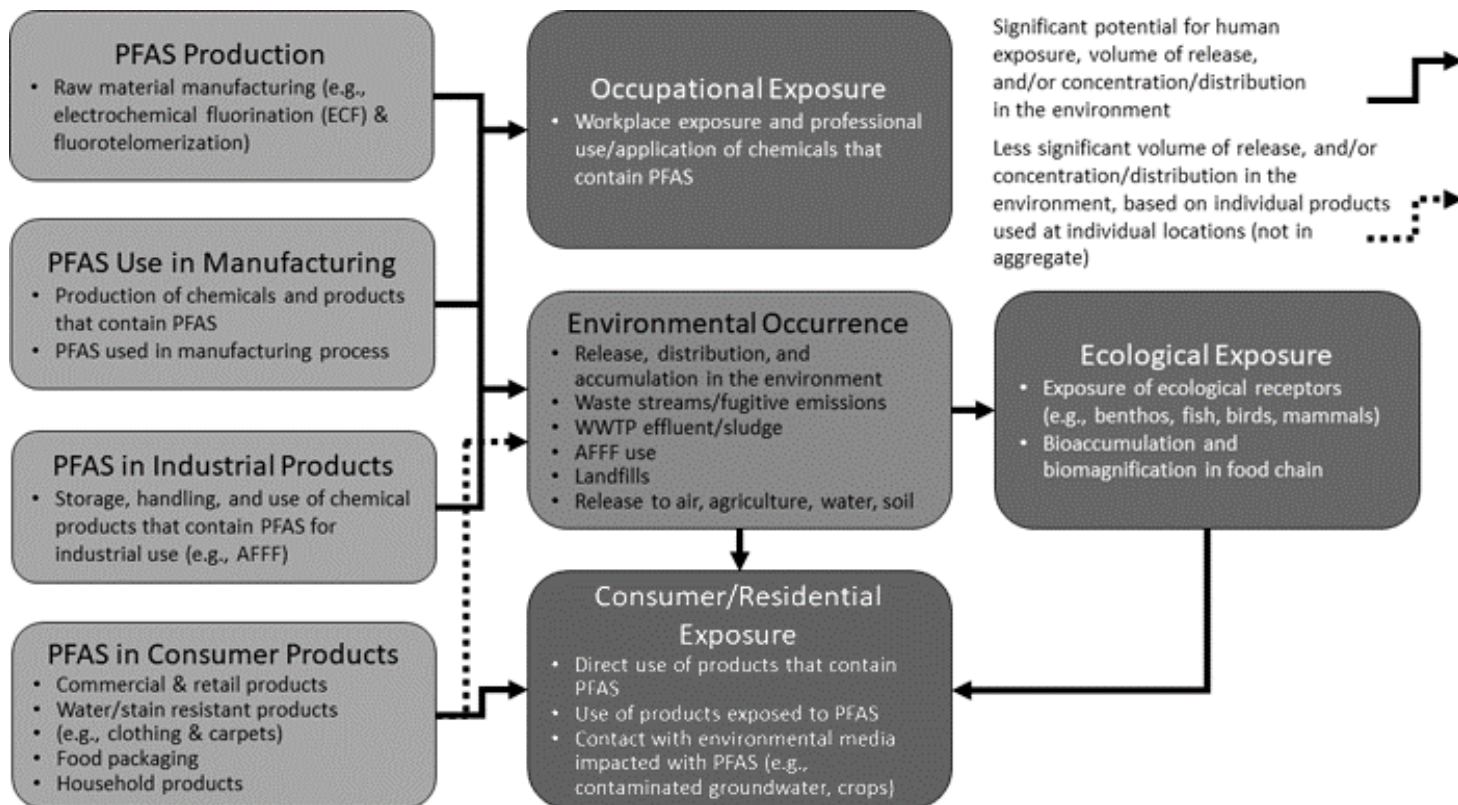 PFAS Production
• Raw material manufacturing (e.g.,
electrochemical fluorination (ECF) &
fluorotelomerization)
PFAS Use in Manufacturing
• Production of chemicals and products
that contain PFAS
• PFAS used in manufacturing process
PFAS in Industrial Products
• Storage, handling, and use of chemical
products that contain PFAS for
industrial use (e.g., AFFF)
PFAS in Consumer Products
• Commercial & retail products
• Water/stain resistant products
• (e.g., clothing & carpets)
• Food packaging
• Household products
Occupational Exposure
• Workplace exposure and professional
use/application of chemicals that
contain PFAS
Environmental Occurrence
• Release, distribution, and
accumulation in the environment
• Waste streams/fugitive emissions
• WWTP effluent/sludge
• AFFF use
• Landfills
• Release to air, agriculture, water, soil
Consumer/Residential
Exposure
• Direct use of products that contain
PFAS
• Use of products exposed to PFAS
• Contact with environmental media
impacted with PFAS (e.g.,
contaminated groundwater, crops)
Significant potential for human
exposure, volume of release,
and/or concentration/distribution
in the environment
Less significant volume of release, and/or
concentration/distribution in the
environment, based on individual products
used at individual locations (not in
aggregate)
Ecological Exposure
• Exposure of ecological receptors
(e.g., benthos, fish, birds, mammals)
• Bioaccumulation and
biomagnification in food chain